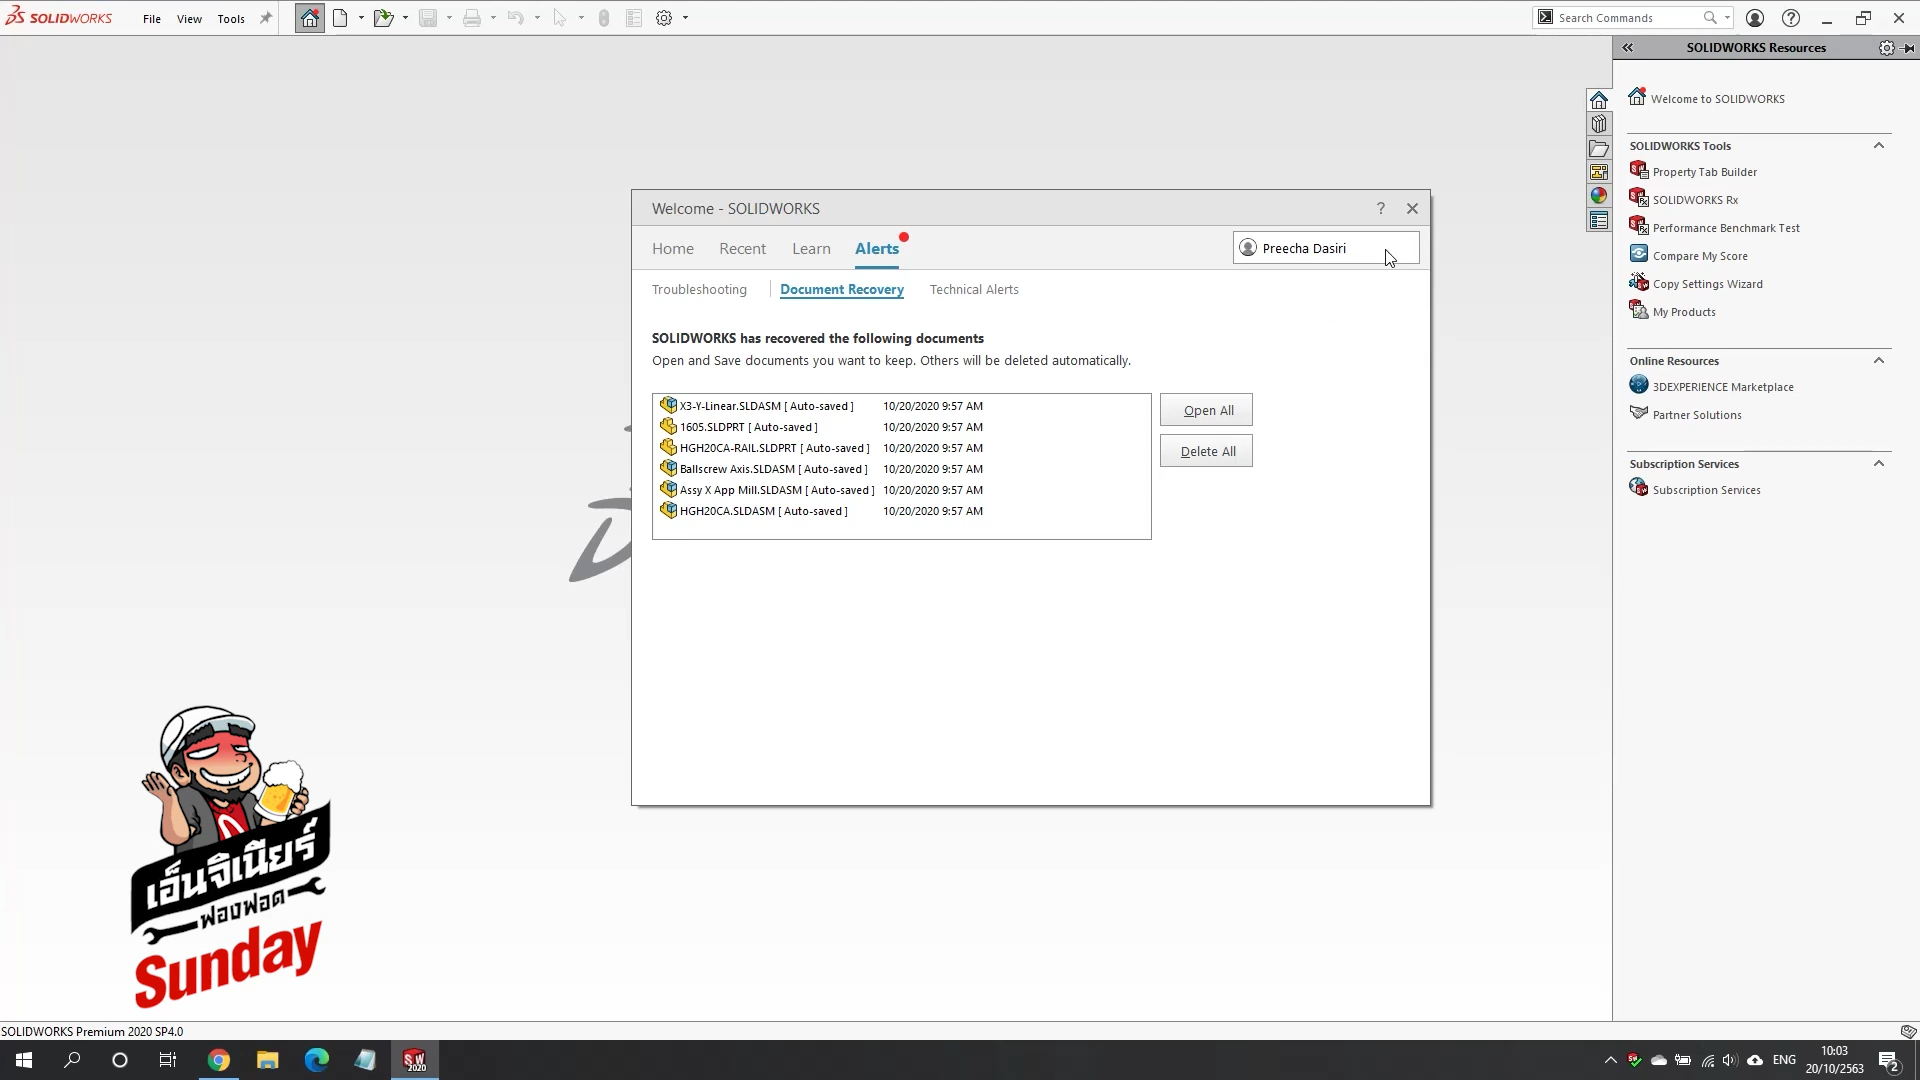 SOLIDWORKS
File
View
Tools
Search Commands
SOLIDWORKS Resources
Welcome to SOLIDWORKS
SOLIDWORKS Tools
Property Tab Builder
SOLIDWORKS Rx
Performance Benchmark Test
Compare My Score
Copy Settings Wizard
My Products
Online Resources
3DEXPERIENCE Marketplace
Partner Solutions
Subscription Services
Subscription Services
Welcome - SOLIDWORKS
Home
Recent
Learn
Alerts
Preecha Dasiri
Troubleshooting
Document Recovery
Technical Alerts
SOLIDWORKS has recovered the following documents
Open and Save documents you want to keep. Others will be deleted automatically.
X3-Y-Linear.SLDASM [ Auto-saved ] 10/20/2020 9:57 AM
1605.SLDPRT [ Auto-saved ] 10/20/2020 9:57 AM
HGH20CA-RAIL.SLDPRT [ Auto-saved ] 10/20/2020 9:57 AM
Ballscrew Axis.SLDASM [ Auto-saved ] 10/20/2020 9:57 AM
Assy X App Mill.SLDASM [ Auto-saved ] 10/20/2020 9:57 AM
HGH20CA.SLDASM [ Auto-saved ] 10/20/2020 9:57 AM
Open All
Delete All
เอ็นจิเนียร์
ฟองฟอด
Sunday
SOLIDWORKS Premium 2020 SP4.0
SW
2020
ENG
10:03
20/10/2563
2